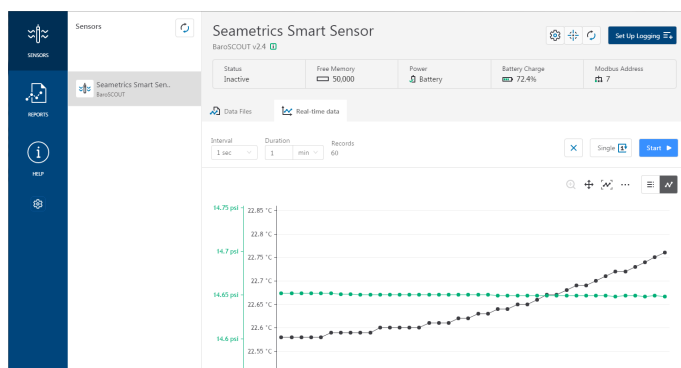 SENSORS
REPORTS
HELP
Sensors
Seametrics Smart Sen..
BaroSCOUT
Seametrics Smart Sensor
BaroSCOUT v2.4
Set Up Logging
Status
Inactive
Free Memory
50,000
Power
Battery
Battery Charge
72.4%
Modbus Address
7
Data Files
Real-time data
Interval
1 sec
Duration
1 min
Records
60
Single
Start
14.75 psi
14.7 psi
14.65 psi
14.6 psi
22.85 °C
22.8 °C
22.75 °C
22.7 °C
22.65 °C
22.6 °C
22.55 °C